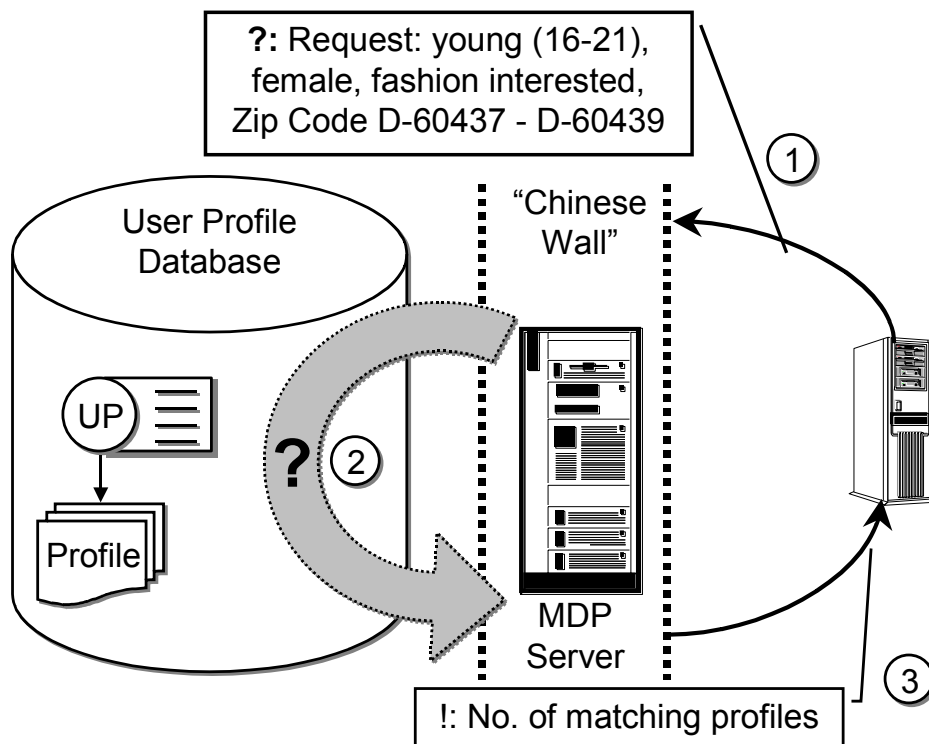 ?: Request: young (16-21),
female, fashion interested,
Zip Code D-60437 - D-60439
1
User Profile
Database
“Chinese
Wall”
UP
?
2
Profile
MDP
Server
3
!: No. of matching profiles